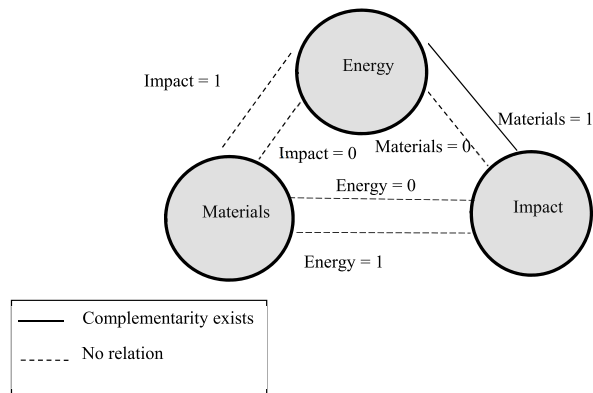 Energy
Impact = 1
Materials = 1
Impact = 0
Materials = 0
Energy = 0
Materials
Impact
Energy = 1
Complementarity exists
No relation